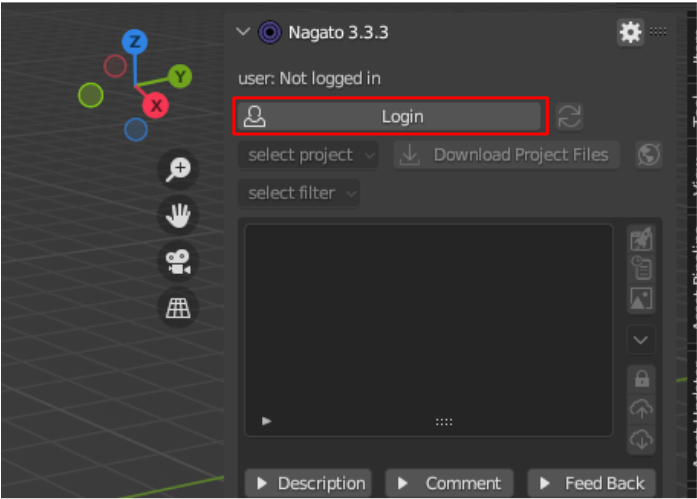 Nagato 3.3.3
Z
Y
X
user: Not logged in
Login
select project
Download Project Files
select filter
Description
Comment
Feed Back